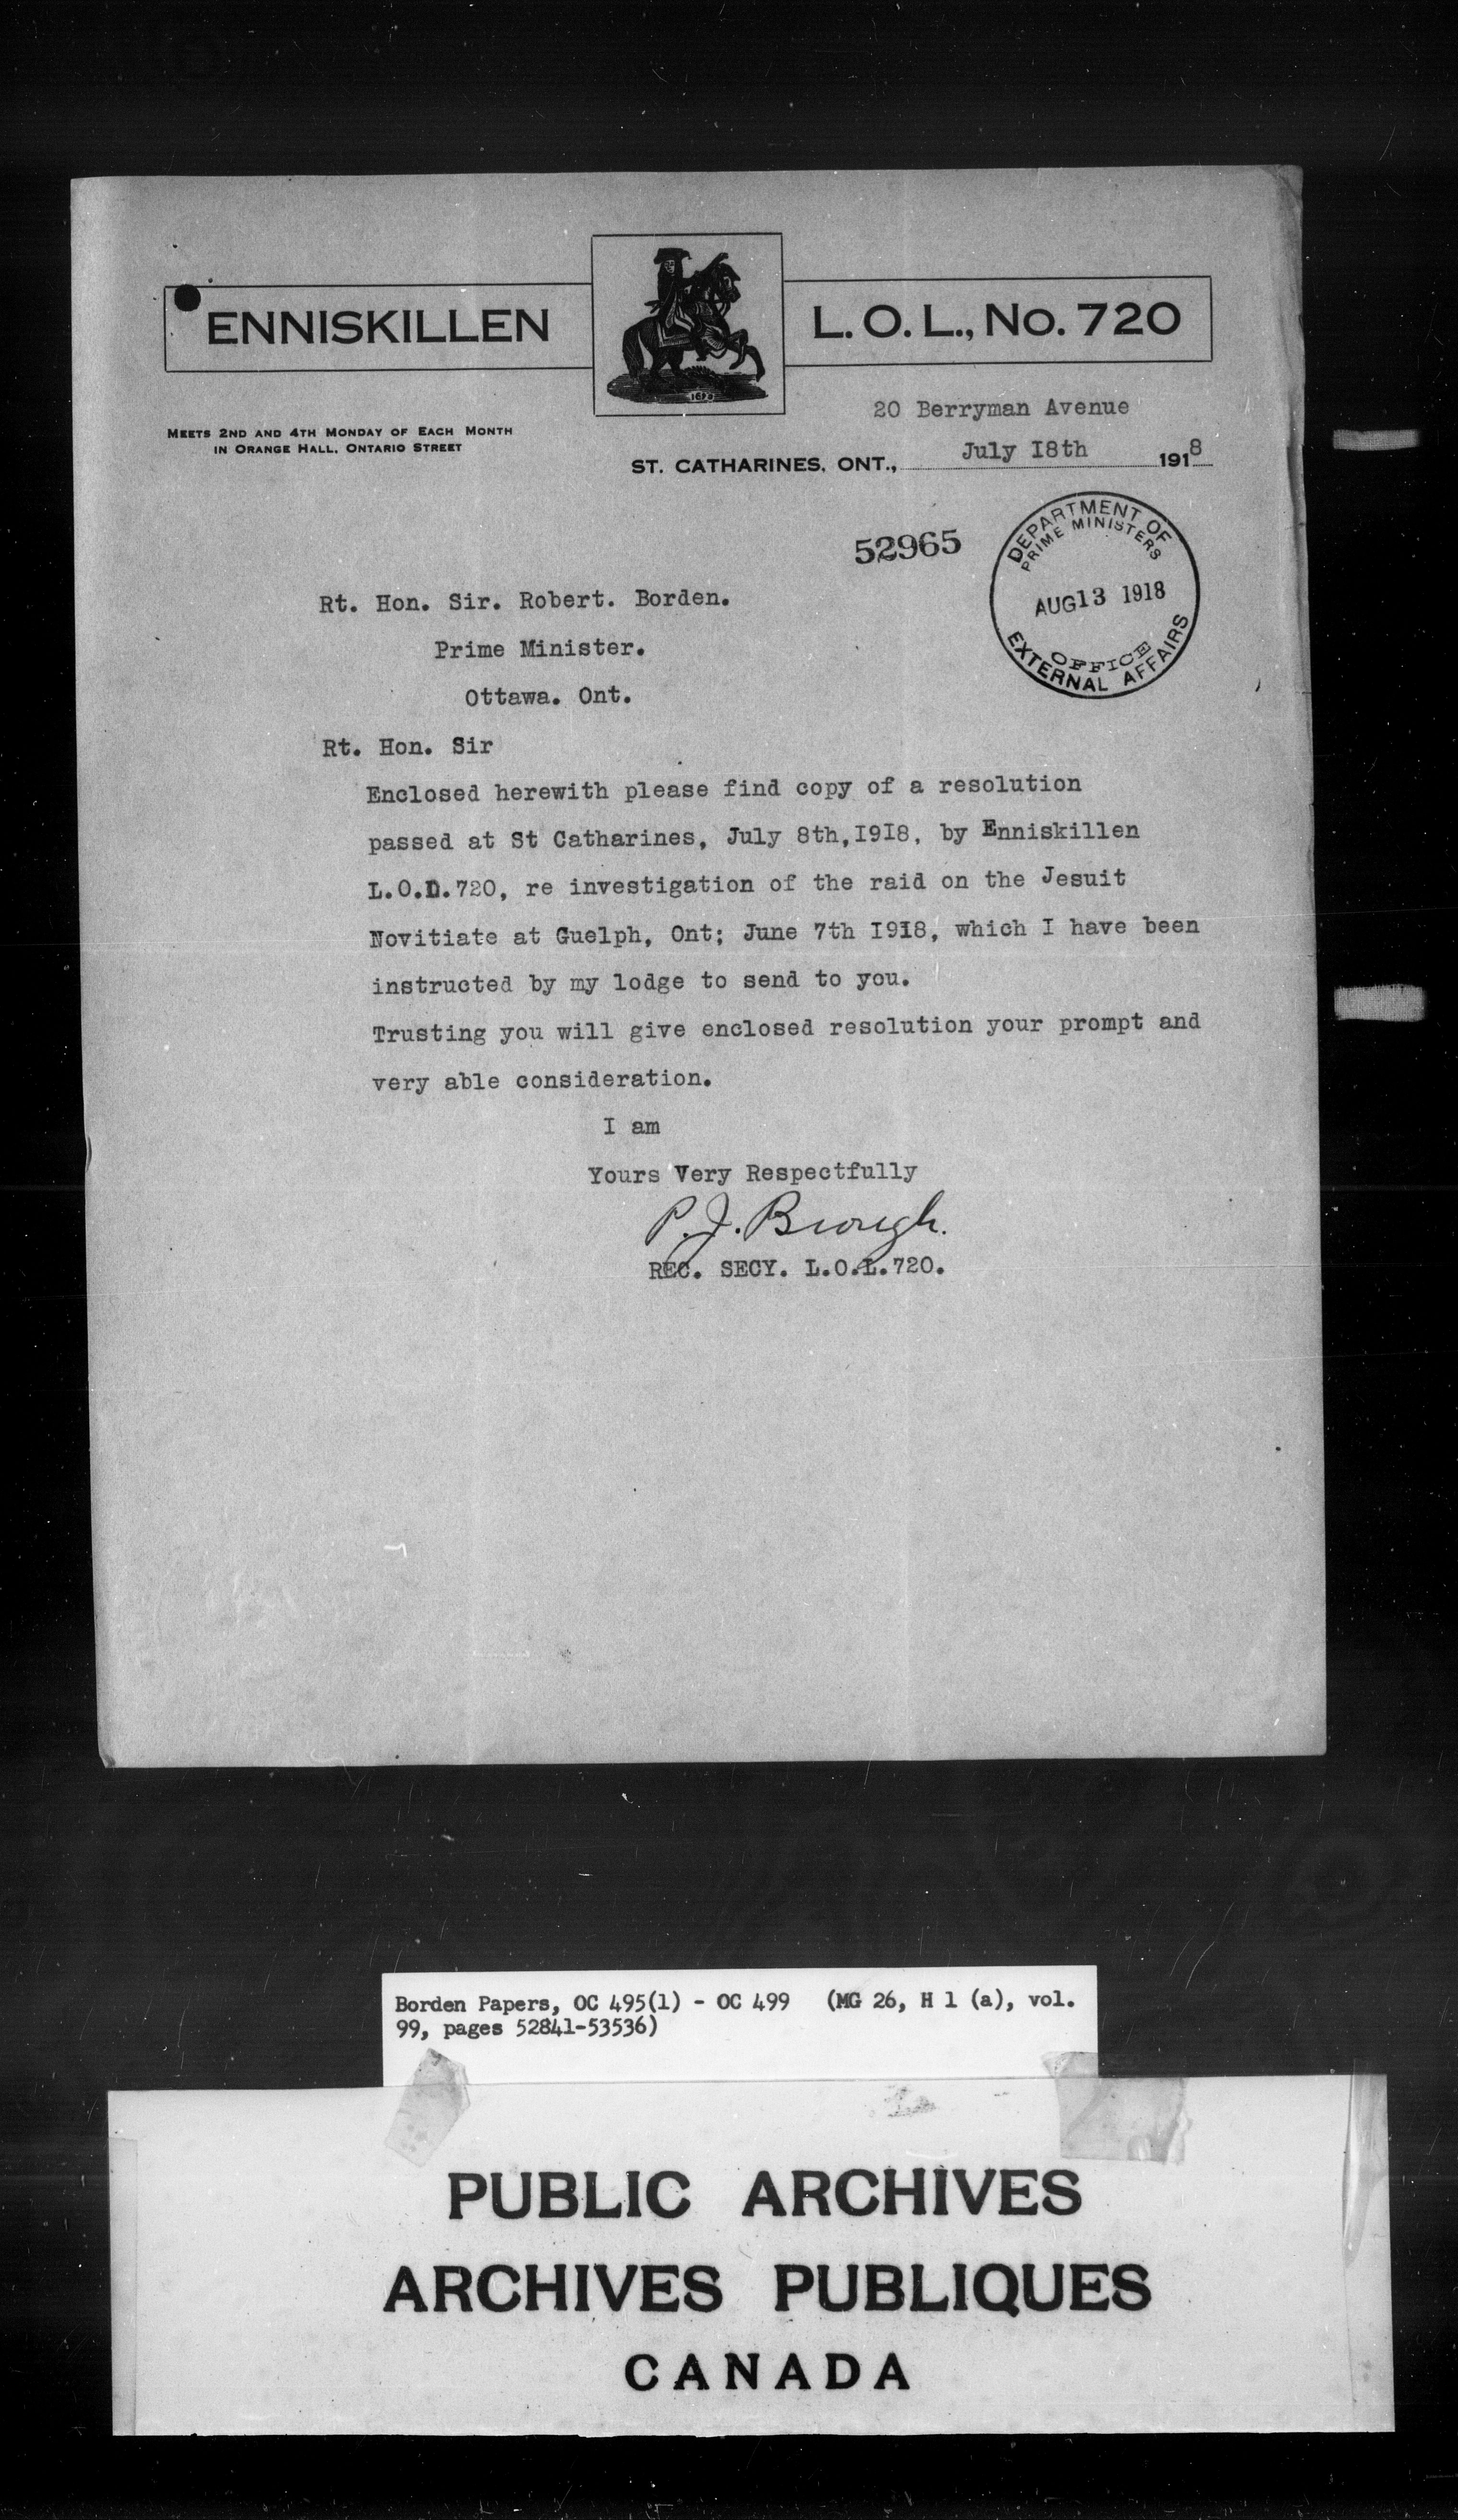 ENNISKILLEN
L. O. L., No. 720
MEETS 2ND AND 4TH MONDAY OF EACH MONTH
IN ORANGE HALL, ONTARIO STREET
20 Berryman Avenue
ST. CATHARINES, ONT., July I8th 1918
52965
DEPARTMENT OF
PRIME MINISTERS
AUG13 1918
OFFICE
EXTERNAL AFFAIRS
Rt. Hon. Sir. Robert. Borden.
Prime Minister.
Ottawa. Ont.
Rt. Hon. Sir
Enclosed herewith please find copy of a resolution
passed at St Catharines, July 8th,I9I8, by Enniskillen
L.O.L.720, re investigation of the raid on the Jesuit
Novitiate at Guelph, Ont; June 7th I9I8, which I have been
instructed by my lodge to send to you.
Trusting you will give enclosed resolution your prompt and
very able consideration.
I am
Yours Very Respectfully
P. J.
REC. SECY. L.O.L.720.
Borden Papers, OC 495(1) - OC 499 (MG 26, H 1 (a), vol.
99, pages 52841-53536)
PUBLIC ARCHIVES
ARCHIVES PUBLIQUES
CANADA